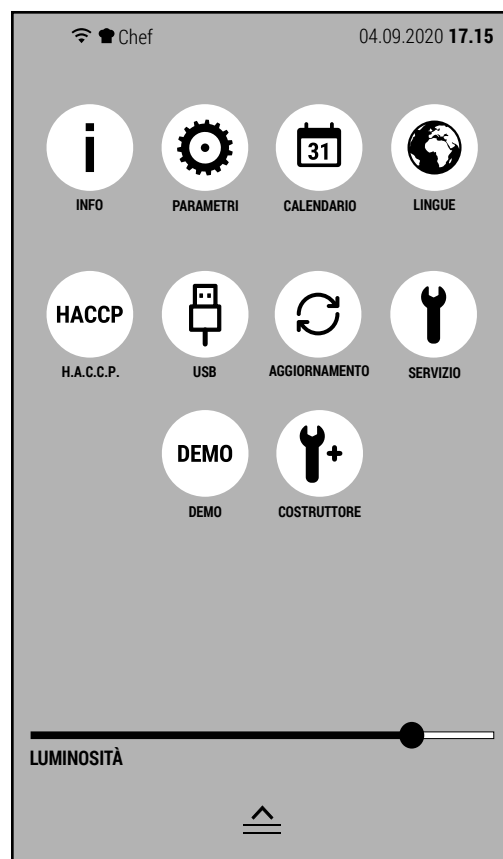 Chef 04.09.2020 17.15
i 31
INFO PARAMETRI CALENDARIO LINGUE
HACCP
H.A.C.C.P. USB AGGIORNAMENTO SERVIZIO
DEMO
DEMO COSTRUTTORE
LUMINOSITÀ